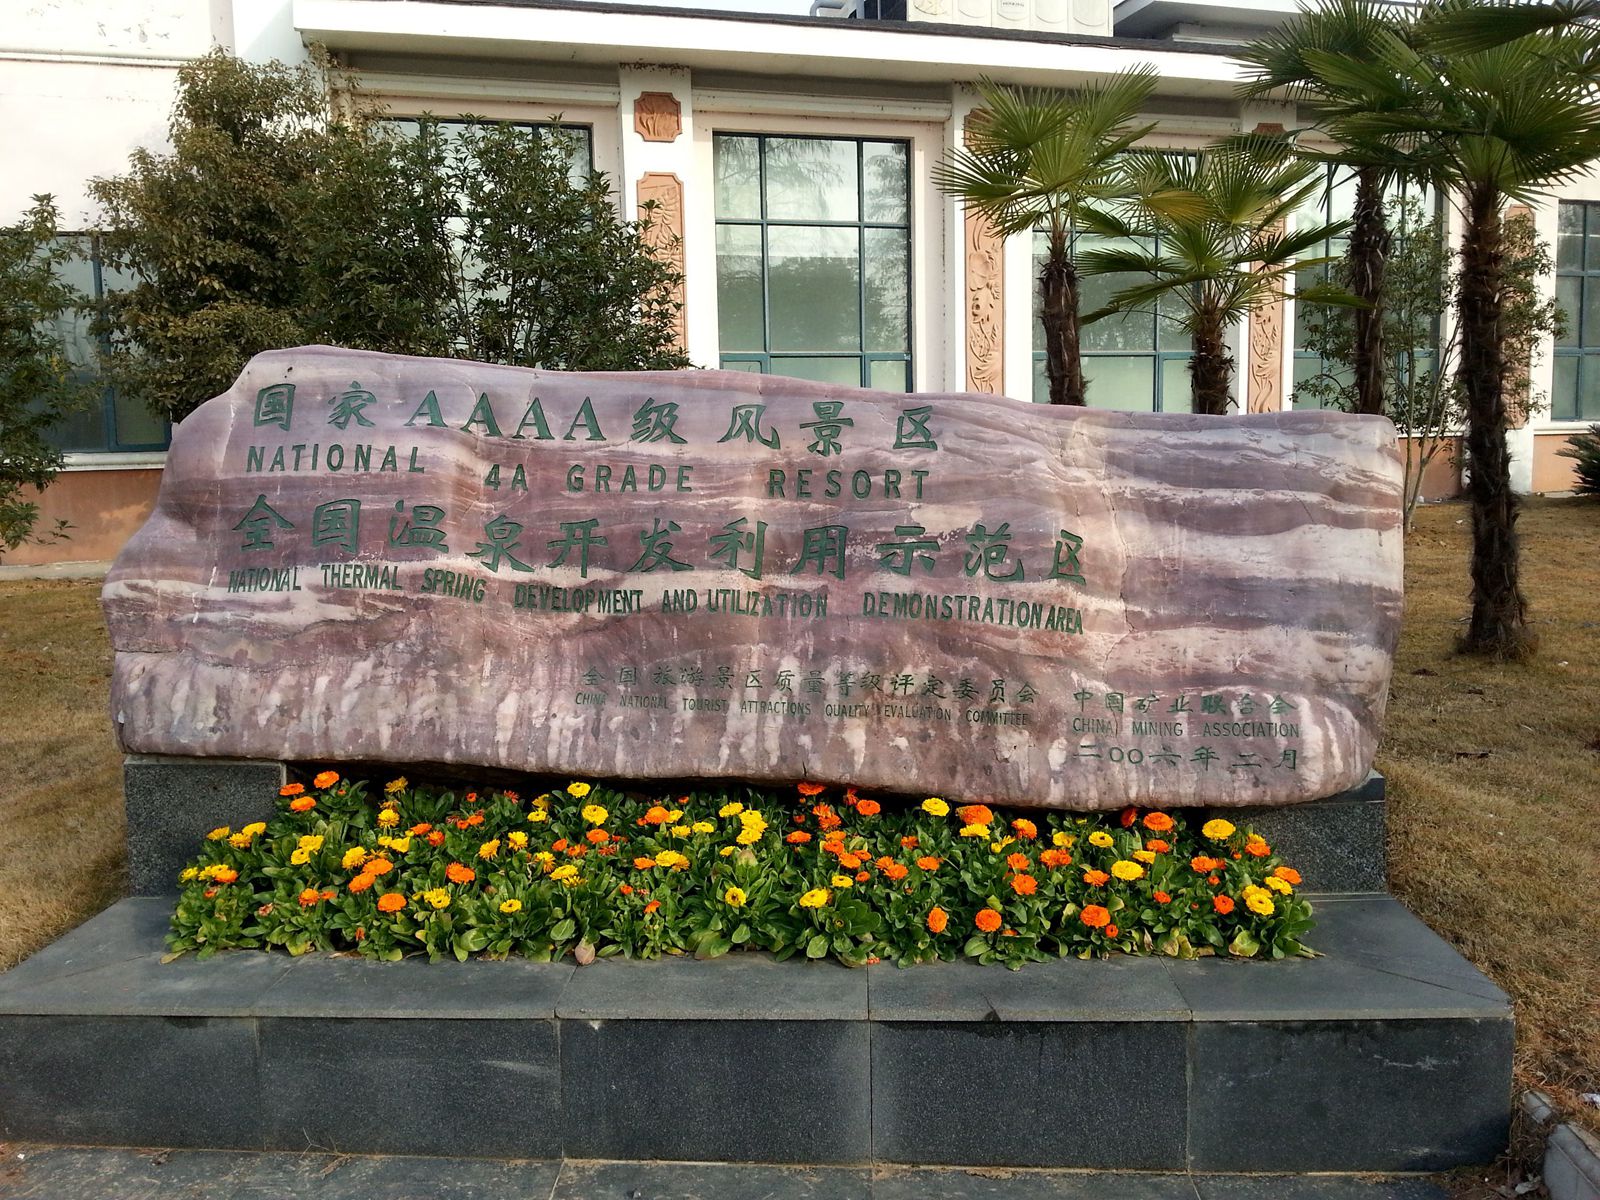 国家AAAA级风景区
NATIONAL 4A GRADE RESORT
全国温泉开发利用示范区
NATIONAL THERMAL SPRING DEVELOPMENT AND UTILIZATION DEMONSTRATION AREA
全国旅游景区质量等级评定委员会
CHINA NATIONAL TOURIST ATTRACTIONS QUALITY EVALUATION COMMITTEE
中国矿业联合会
CHINA MINING ASSOCIATION
二00六年二月